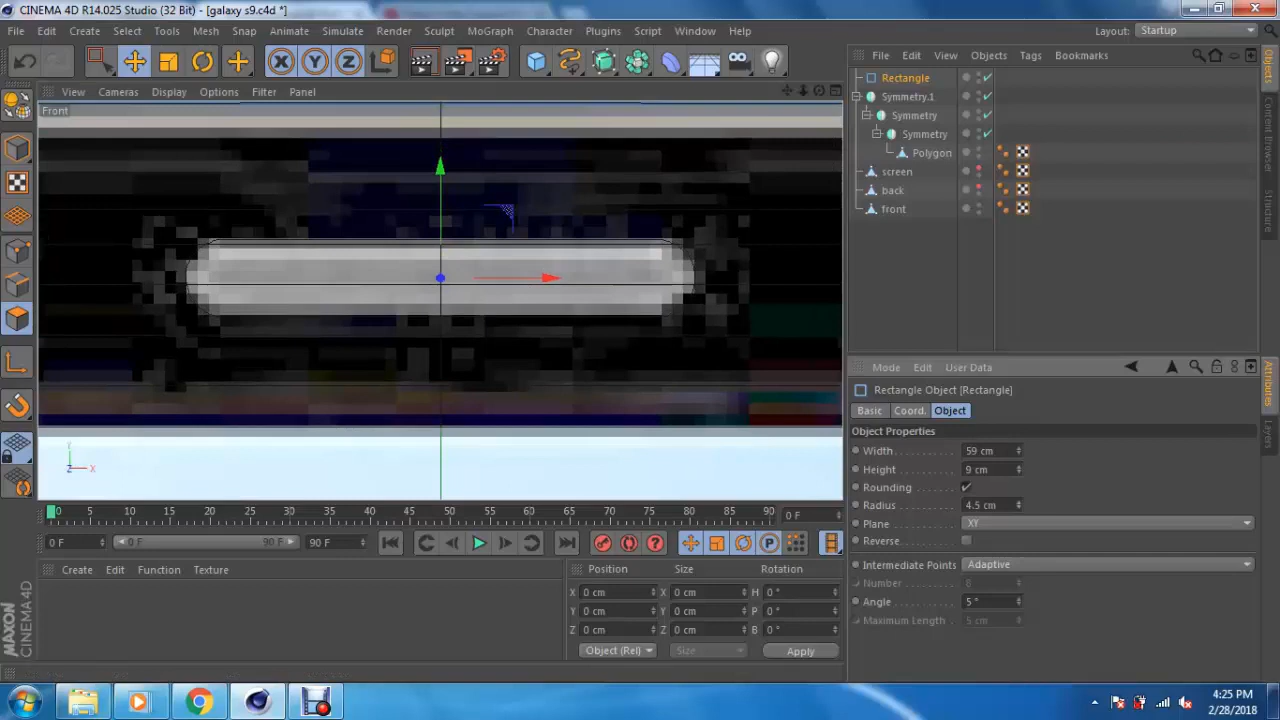 CINEMA 4D R14.025 Studio (32 Bit) - [galaxy s9.c4d *]
File Edit Create Select Tools Mesh Snap Animate Simulate Render Sculpt MoGraph Character Plugins Script Window Help
Layout: Startup
X Y Z
File Edit View Objects Tags Bookmarks
View Cameras Display Options Filter Panel
Front
Rectangle
Symmetry.1
Symmetry
Symmetry
Polygon
screen
back
front
Objects
Content Browser
Structure
Mode Edit User Data
Rectangle Object [Rectangle]
Basic Coord. Object
Object Properties
Width 59 cm
Height 9 cm
Rounding
Radius 4.5 cm
Plane XY
Reverse
Intermediate Points Adaptive
Number 8
Angle 5 °
Maximum Length 5 cm
Attributes
Layers
Y
Z X
0 5 10 15 20 25 30 35 40 45 50 55 60 65 70 75 80 85 90 0 F
0 F 0 F 90 F 90 F
Create Edit Function Texture
Position Size Rotation
X 0 cm X 0 cm H 0 °
Y 0 cm Y 0 cm P 0 °
Z 0 cm Z 0 cm B 0 °
Object (Rel) Size Apply
MAXON
CINEMA 4D
4:25 PM
2/28/2018